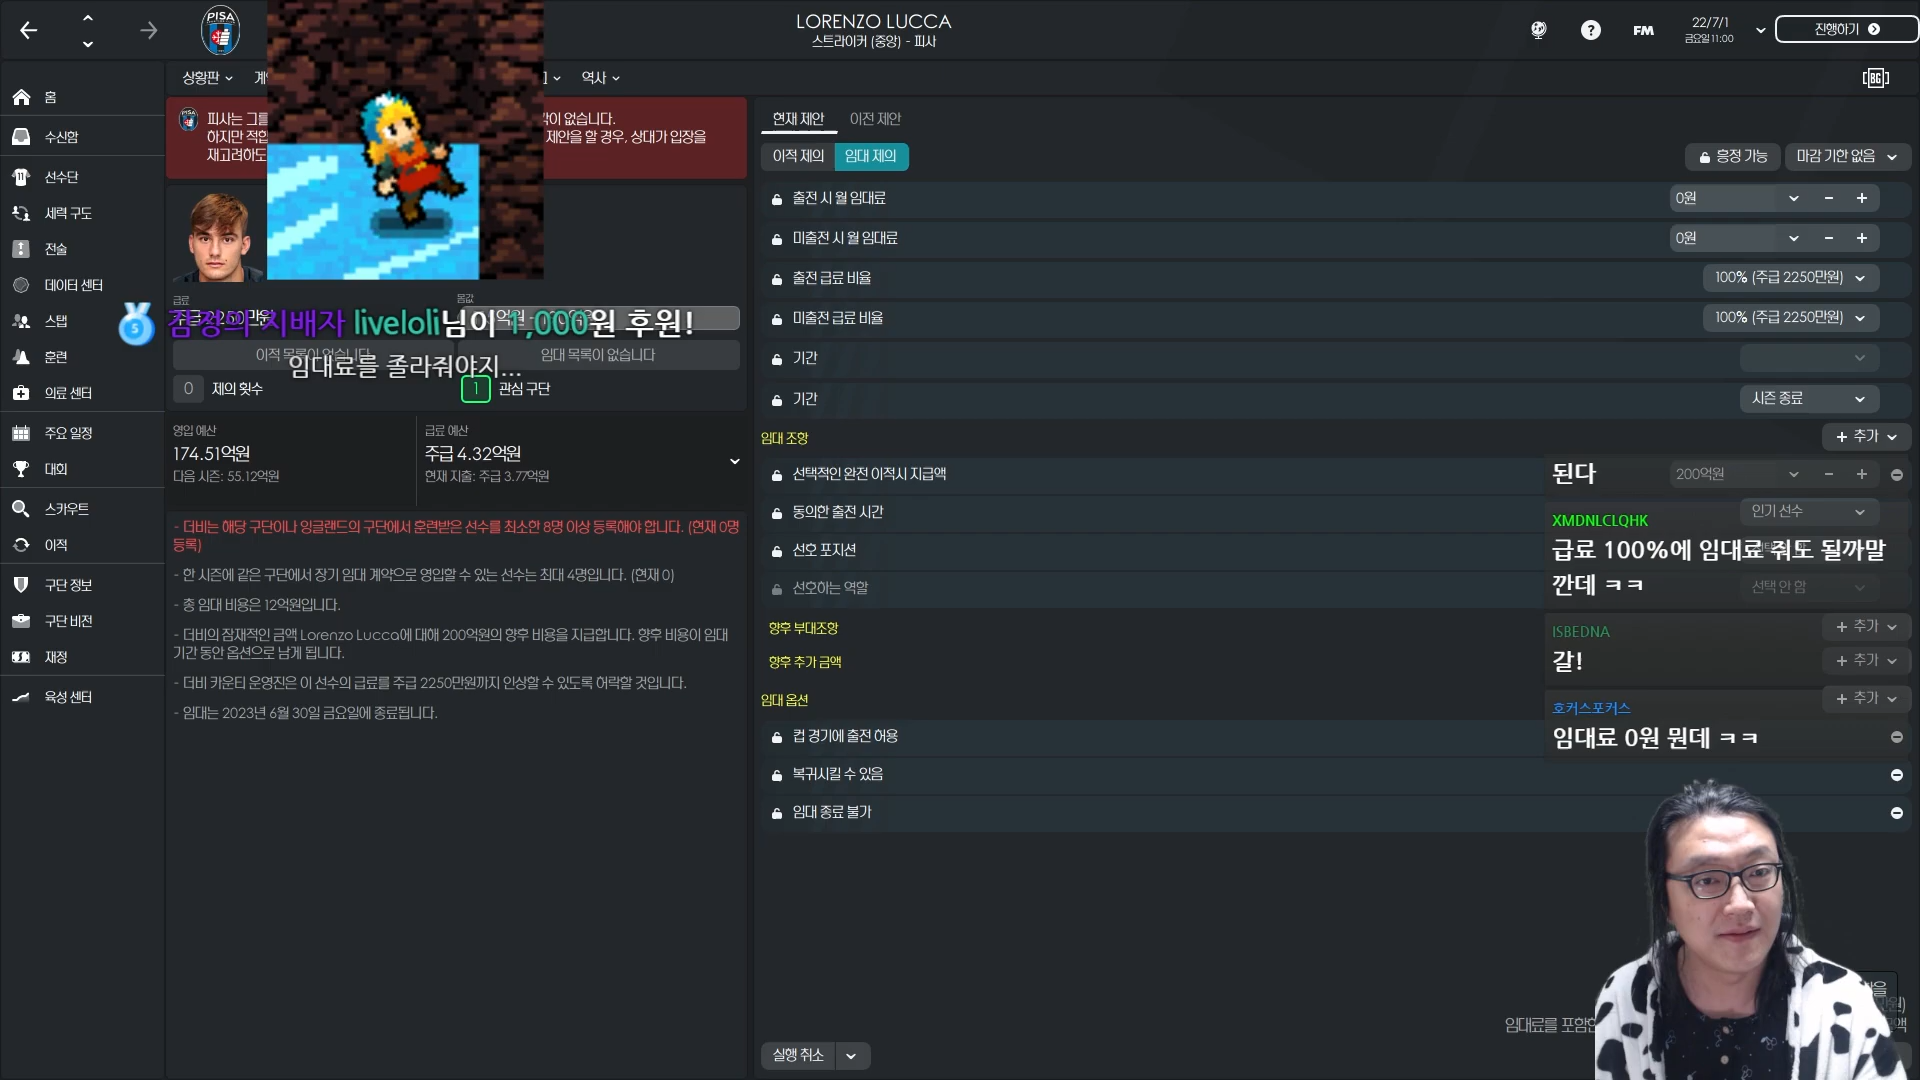 PISA
LORENZO LUCCA
스트라이커 (중앙) - 피사
FM
22/7/1
금요일 11:00
진행하기
상황판
역사
홈
수신함
선수단
세력 구도
전술
데이터 센터
스탭
훈련
의료 센터
주요 일정
대회
스카우트
이적
구단 정보
구단 비전
재정
육성 센터
피사는 그를
이 없습니다.
하지만 적합
제안을 할 경우, 상대가 입장을
재고려하도
급료
몸값
liveloli님이 1,000원 후원!
임대료를 졸라줘야지...
이적 목록이 없습니다
임대 목록이 없습니다
0 제의 횟수
1 관심 구단
영입 예산
174.51억원
다음 시즌: 55.12억원
급료 예산
주급 4.32억원
현재 지출: 주급 3.77억원
- 더비는 해당 구단이나 잉글랜드의 구단에서 훈련받은 선수를 최소한 8명 이상 등록해야 합니다. (현재 0명
등록)
- 한 시즌에 같은 구단에서 장기 임대 계약으로 영입할 수 있는 선수는 최대 4명입니다. (현재 0)
- 총 임대 비용은 12억원입니다.
- 더비의 잠재적인 금액 Lorenzo Lucca에 대해 200억원의 향후 비용을 지급합니다. 향후 비용이 임대
기간 동안 옵션으로 남게 됩니다.
- 더비 카운티 운영진은 이 선수의 급료를 주급 2250만원까지 인상할 수 있도록 허락할 것입니다.
- 임대는 2023년 6월 30일 금요일에 종료됩니다.
현재 제안
이전 제안
이적 제의
임대 제의
흥정 가능
마감 기한 없음
출전 시 월 임대료
0원
미출전 시 월 임대료
0원
출전 급료 비율
100% (주급 2250만원)
미출전 급료 비율
100% (주급 2250만원)
기간
기간
시즌 종료
임대 조항
추가
선택적인 완전 이적시 지급액
200억원
동의한 출전 시간
인기 선수
선호 포지션
선호하는 역할
선택 안 함
향후 부대조항
추가
향후 추가 금액
추가
임대 옵션
추가
컵 경기에 출전 허용
복귀시킬 수 있음
임대 종료 불가
된다
XMDNLCLQHK
급료 100%에 임대료 줘도 될까말
깐데 ㅋㅋ
ISBEDNA
갈!
호커스포커스
임대료 0원 뭔데 ㅋㅋ
임대료를
실행 취소